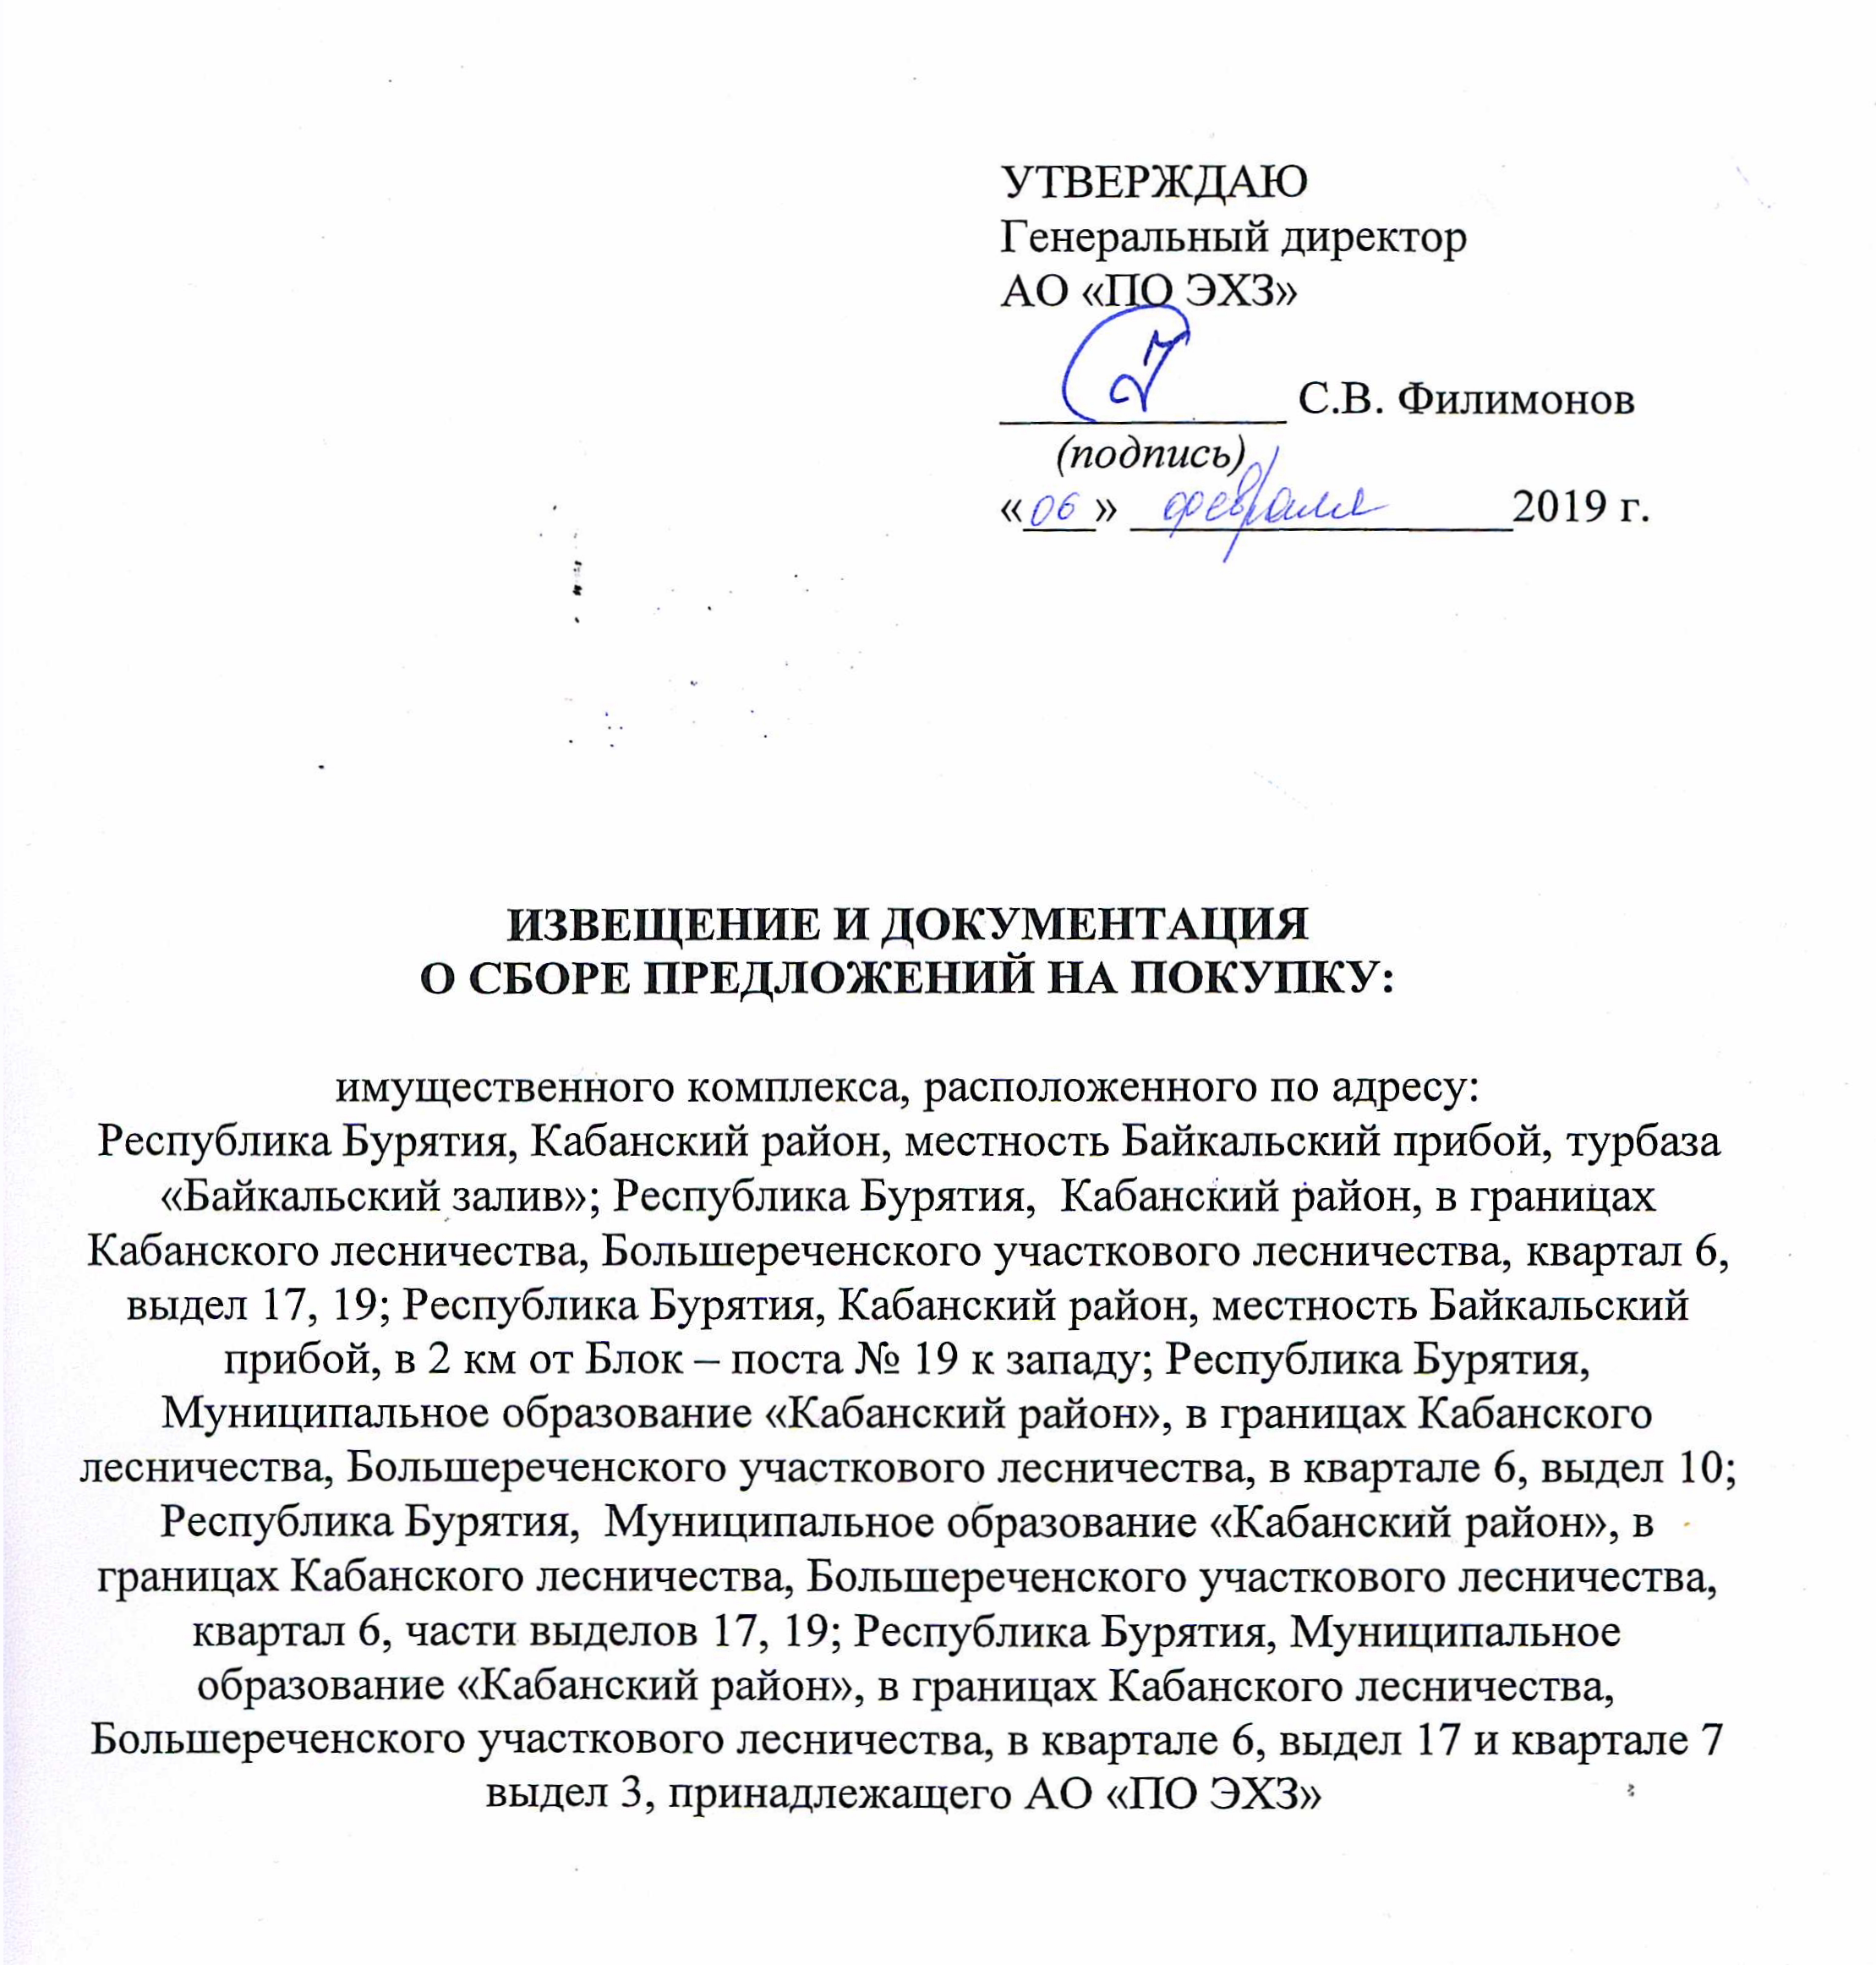 УТВЕРЖДАЮ
Генеральный директор
АО «ПО ЭХЗ»
С.В. Филимонов
(подпись)
«06» февраля 2019 г.
ИЗВЕЩЕНИЕ И ДОКУМЕНТАЦИЯ
О СБОРЕ ПРЕДЛОЖЕНИЙ НА ПОКУПКУ:
имущественного комплекса, расположенного по адресу:
Республика Бурятия, Кабанский район, местность Байкальский прибой, турбаза
«Байкальский залив»; Республика Бурятия, Кабанский район, в границах
Кабанского лесничества, Большереченского участкового лесничества, квартал 6,
выдел 17, 19; Республика Бурятия, Кабанский район, местность Байкальский
прибой, в 2 км от Блок – поста № 19 к западу; Республика Бурятия,
Муниципальное образование «Кабанский район», в границах Кабанского
лесничества, Большереченского участкового лесничества, в квартале 6, выдел 10;
Республика Бурятия, Муниципальное образование «Кабанский район», в
границах Кабанского лесничества, Большереченского участкового лесничества,
квартал 6, части выделов 17, 19; Республика Бурятия, Муниципальное
образование «Кабанский район», в границах Кабанского лесничества,
Большереченского участкового лесничества, в квартале 6, выдел 17 и квартале 7
выдел 3, принадлежащего АО «ПО ЭХЗ»